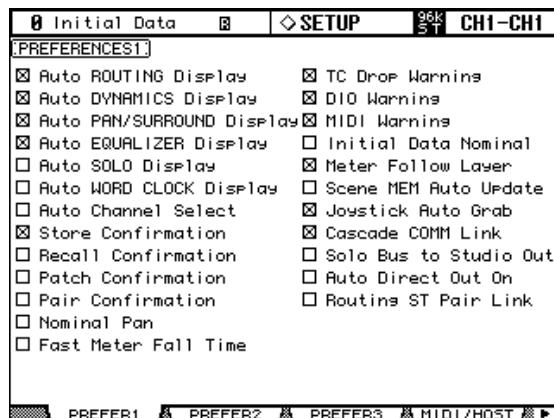 0 Initial Data R ◇SETUP 96k ST CH1-CH1
PREFERENCES1
☒ Auto ROUTING Display
☒ Auto DYNAMICS Display
☒ Auto PAN/SURROUND Display
☒ Auto EQUALIZER Display
☐ Auto SOLO Display
☐ Auto WORD CLOCK Display
☐ Auto Channel Select
☒ Store Confirmation
☐ Recall Confirmation
☐ Patch Confirmation
☐ Pair Confirmation
☐ Nominal Pan
☐ Fast Meter Fall Time
☒ TC Drop Warning
☒ DIO Warning
☒ MIDI Warning
☐ Initial Data Nominal
☒ Meter Follow Layer
☐ Scene MEM Auto Update
☒ Joystick Auto Grab
☒ Cascade COMM Link
☐ Solo Bus to Studio Out
☐ Auto Direct Out On
☐ Routing ST Pair Link
PREFER1 PREFER2 PREFER3 MIDI/HOST